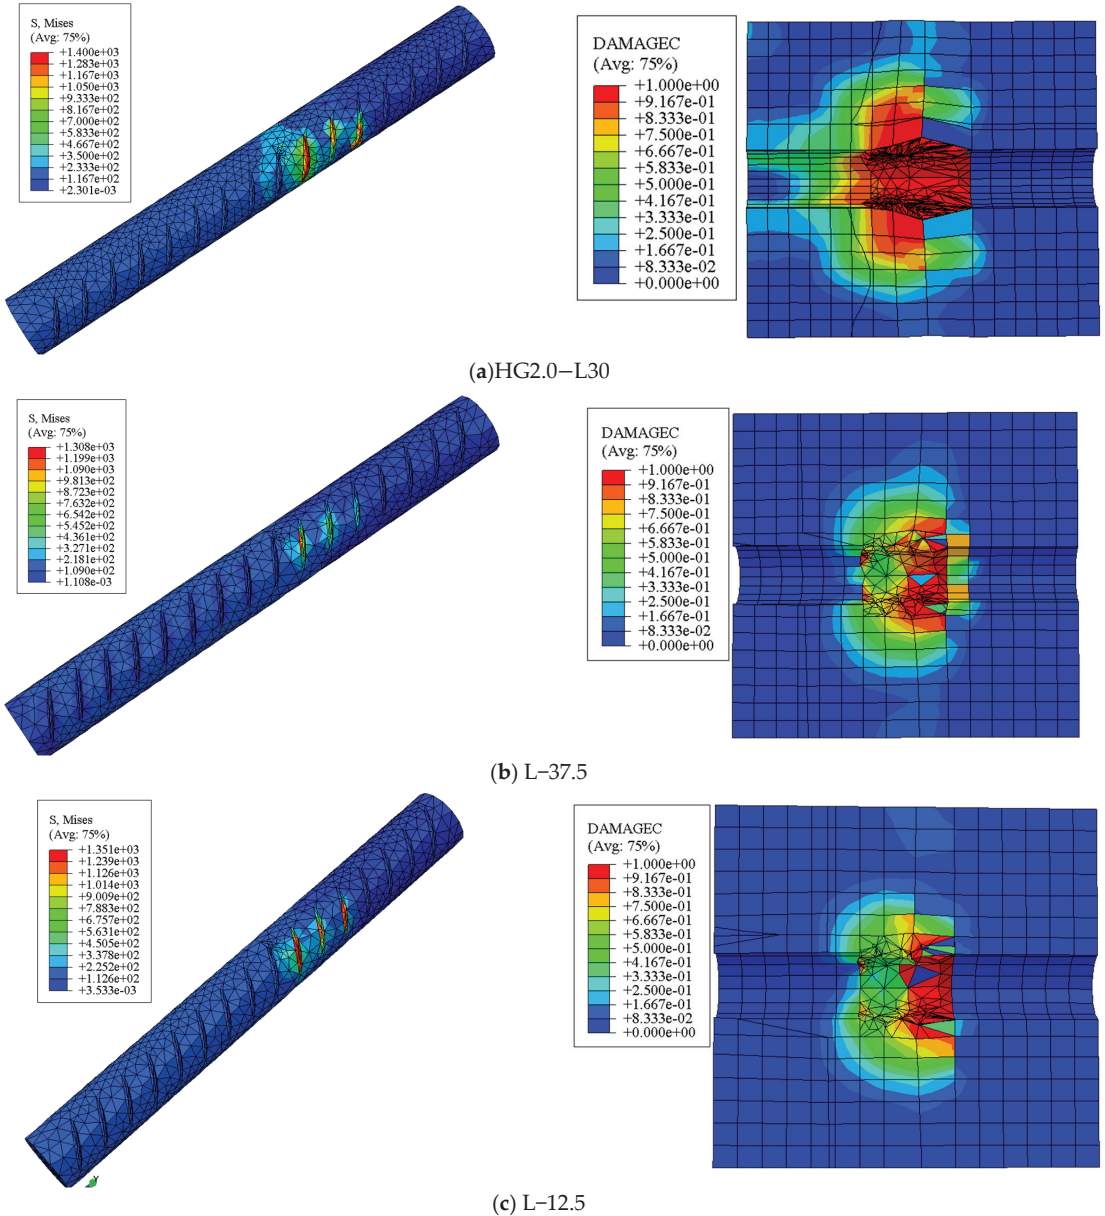 S, Mises
(Avg: 75%)
+1.400e+03
+1.283e+03
+1.167e+03
+1.050e+03
+9.333e+02
+8.167e+02
+7.000e+02
+5.833e+02
+4.667e+02
+3.500e+02
+2.333e+02
+1.167e+02
+2.301e-03
DAMAGEC
(Avg: 75%)
+1.000e+00
+9.167e-01
+8.333e-01
+7.500e-01
+6.667e-01
+5.833e-01
+5.000e-01
+4.167e-01
+3.333e-01
+2.500e-01
+1.667e-01
+8.333e-02
+0.000e+00
(a)HG2.0−L30
S, Mises
(Avg: 75%)
+1.308e+03
+1.199e+03
+1.090e+03
+9.813e+02
+8.723e+02
+7.632e+02
+6.542e+02
+5.452e+02
+4.361e+02
+3.271e+02
+2.181e+02
+1.090e+02
+1.108e-03
DAMAGEC
(Avg: 75%)
+1.000e+00
+9.167e-01
+8.333e-01
+7.500e-01
+6.667e-01
+5.833e-01
+5.000e-01
+4.167e-01
+3.333e-01
+2.500e-01
+1.667e-01
+8.333e-02
+0.000e+00
(b) L−37.5
S, Mises
(Avg: 75%)
+1.351e+03
+1.239e+03
+1.126e+03
+1.014e+03
+9.009e+02
+7.883e+02
+6.757e+02
+5.631e+02
+4.505e+02
+3.378e+02
+2.252e+02
+1.126e+02
+3.533e-03
Y
DAMAGEC
(Avg: 75%)
+1.000e+00
+9.167e-01
+8.333e-01
+7.500e-01
+6.667e-01
+5.833e-01
+5.000e-01
+4.167e-01
+3.333e-01
+2.500e-01
+1.667e-01
+8.333e-02
+0.000e+00
(c) L−12.5